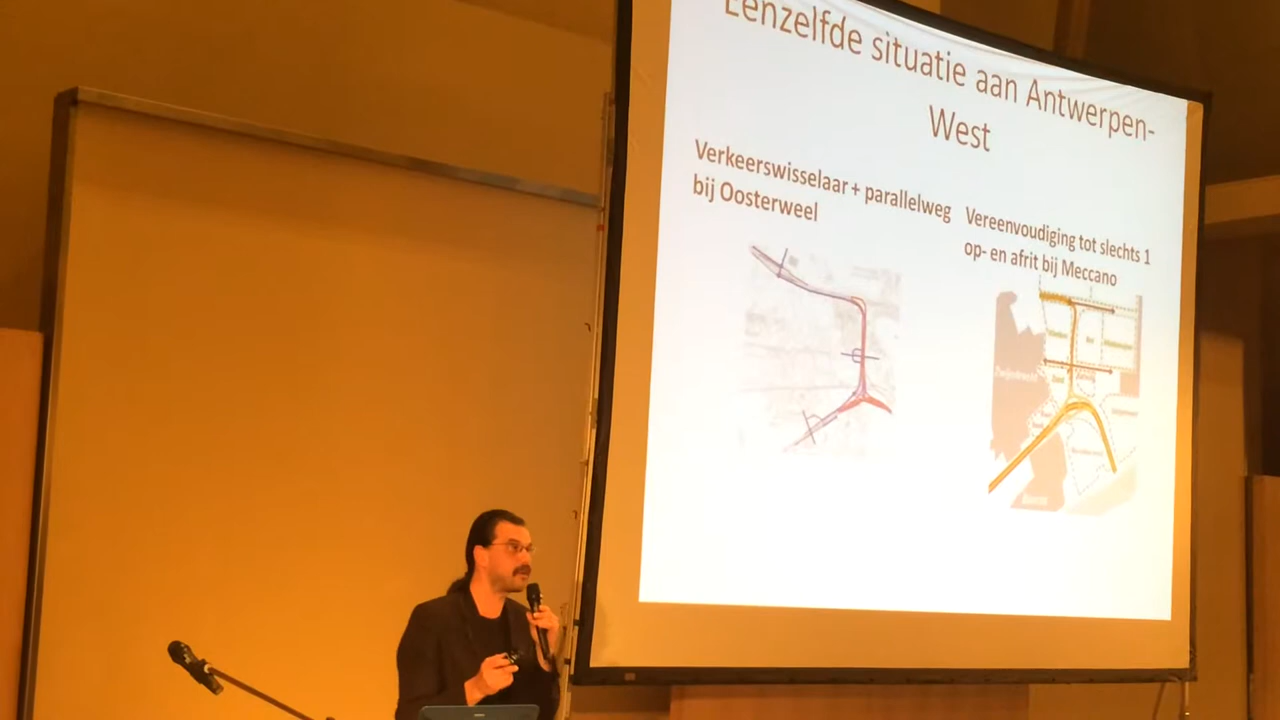 Eenzelfde situatie aan Antwerpen-
West
Verkeerswisselaar + parallelweg
bij Oosterweel
Vereenvoudiging tot slechts 1
op- en afrit bij Meccano